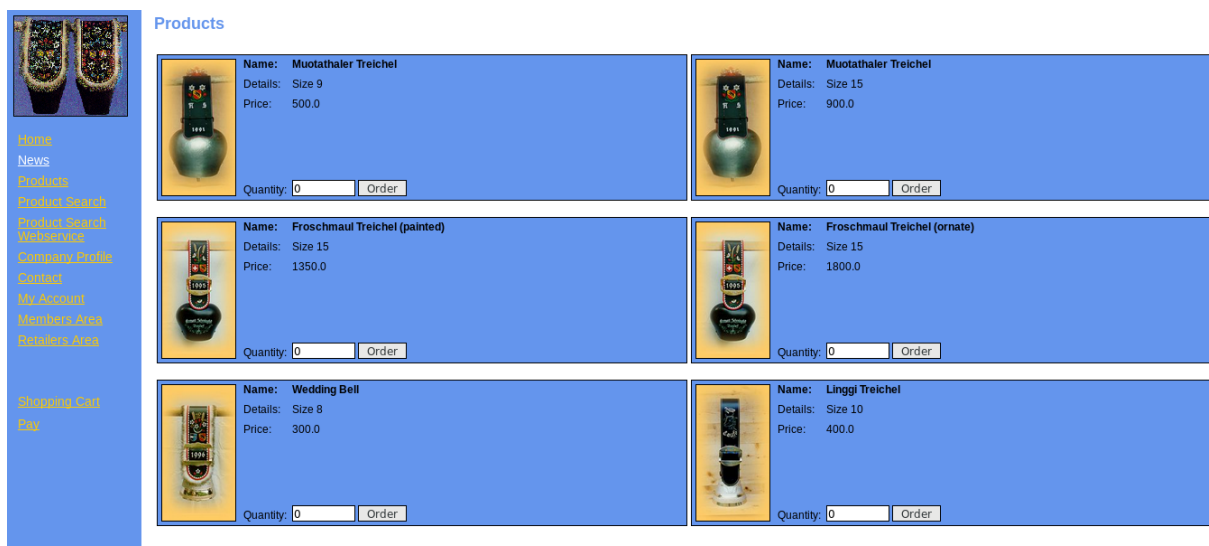 Products
Home
News
Products
Product Search
Product Search
Webservice
Company Profile
Contact
My Account
Members Area
Retailers Area
Shopping Cart
Pay
Name: Muotathaler Treichel
Details: Size 9
Price: 500.0
Quantity: 0 Order
Name: Muotathaler Treichel
Details: Size 15
Price: 900.0
Quantity: 0 Order
Name: Froschmaul Treichel (painted)
Details: Size 15
Price: 1350.0
Quantity: 0 Order
Name: Froschmaul Treichel (ornate)
Details: Size 15
Price: 1800.0
Quantity: 0 Order
Name: Wedding Bell
Details: Size 8
Price: 300.0
Quantity: 0 Order
Name: Linggi Treichel
Details: Size 10
Price: 400.0
Quantity: 0 Order